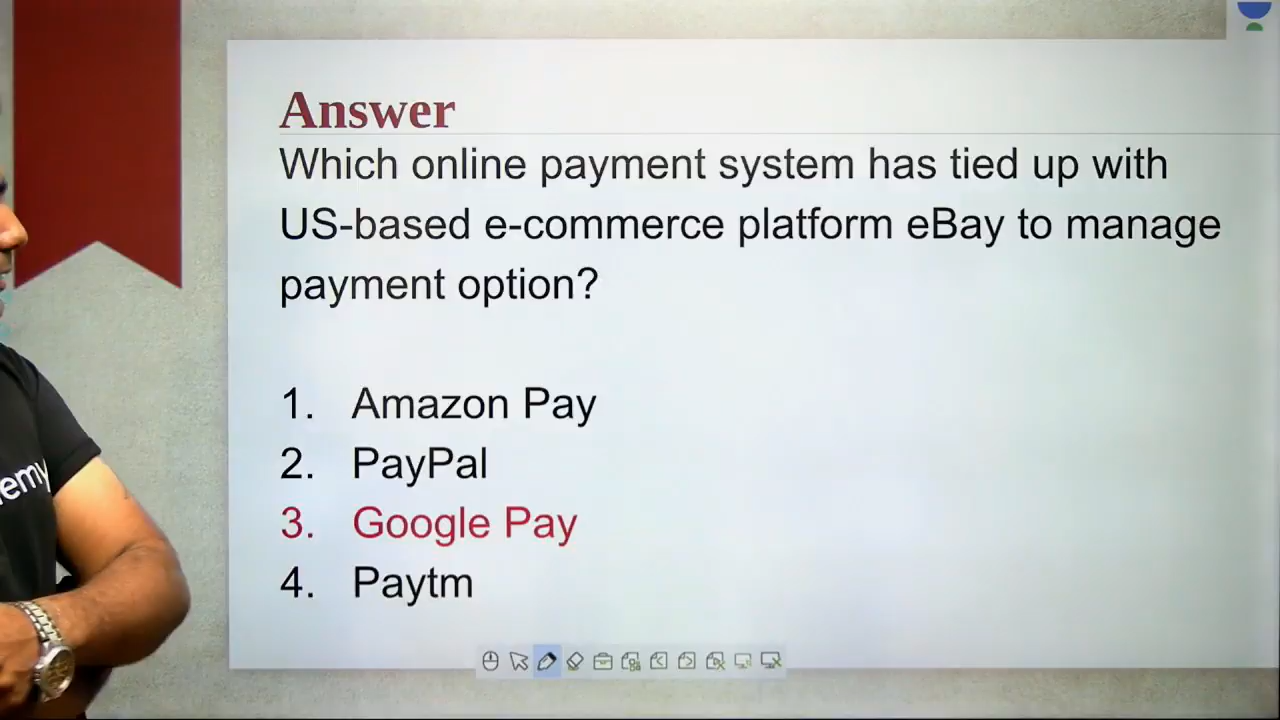 Answer
Which online payment system has tied up with
US-based e-commerce platform eBay to manage
payment option?
1. Amazon Pay
2. PayPal
3. Google Pay
4. Paytm
emy